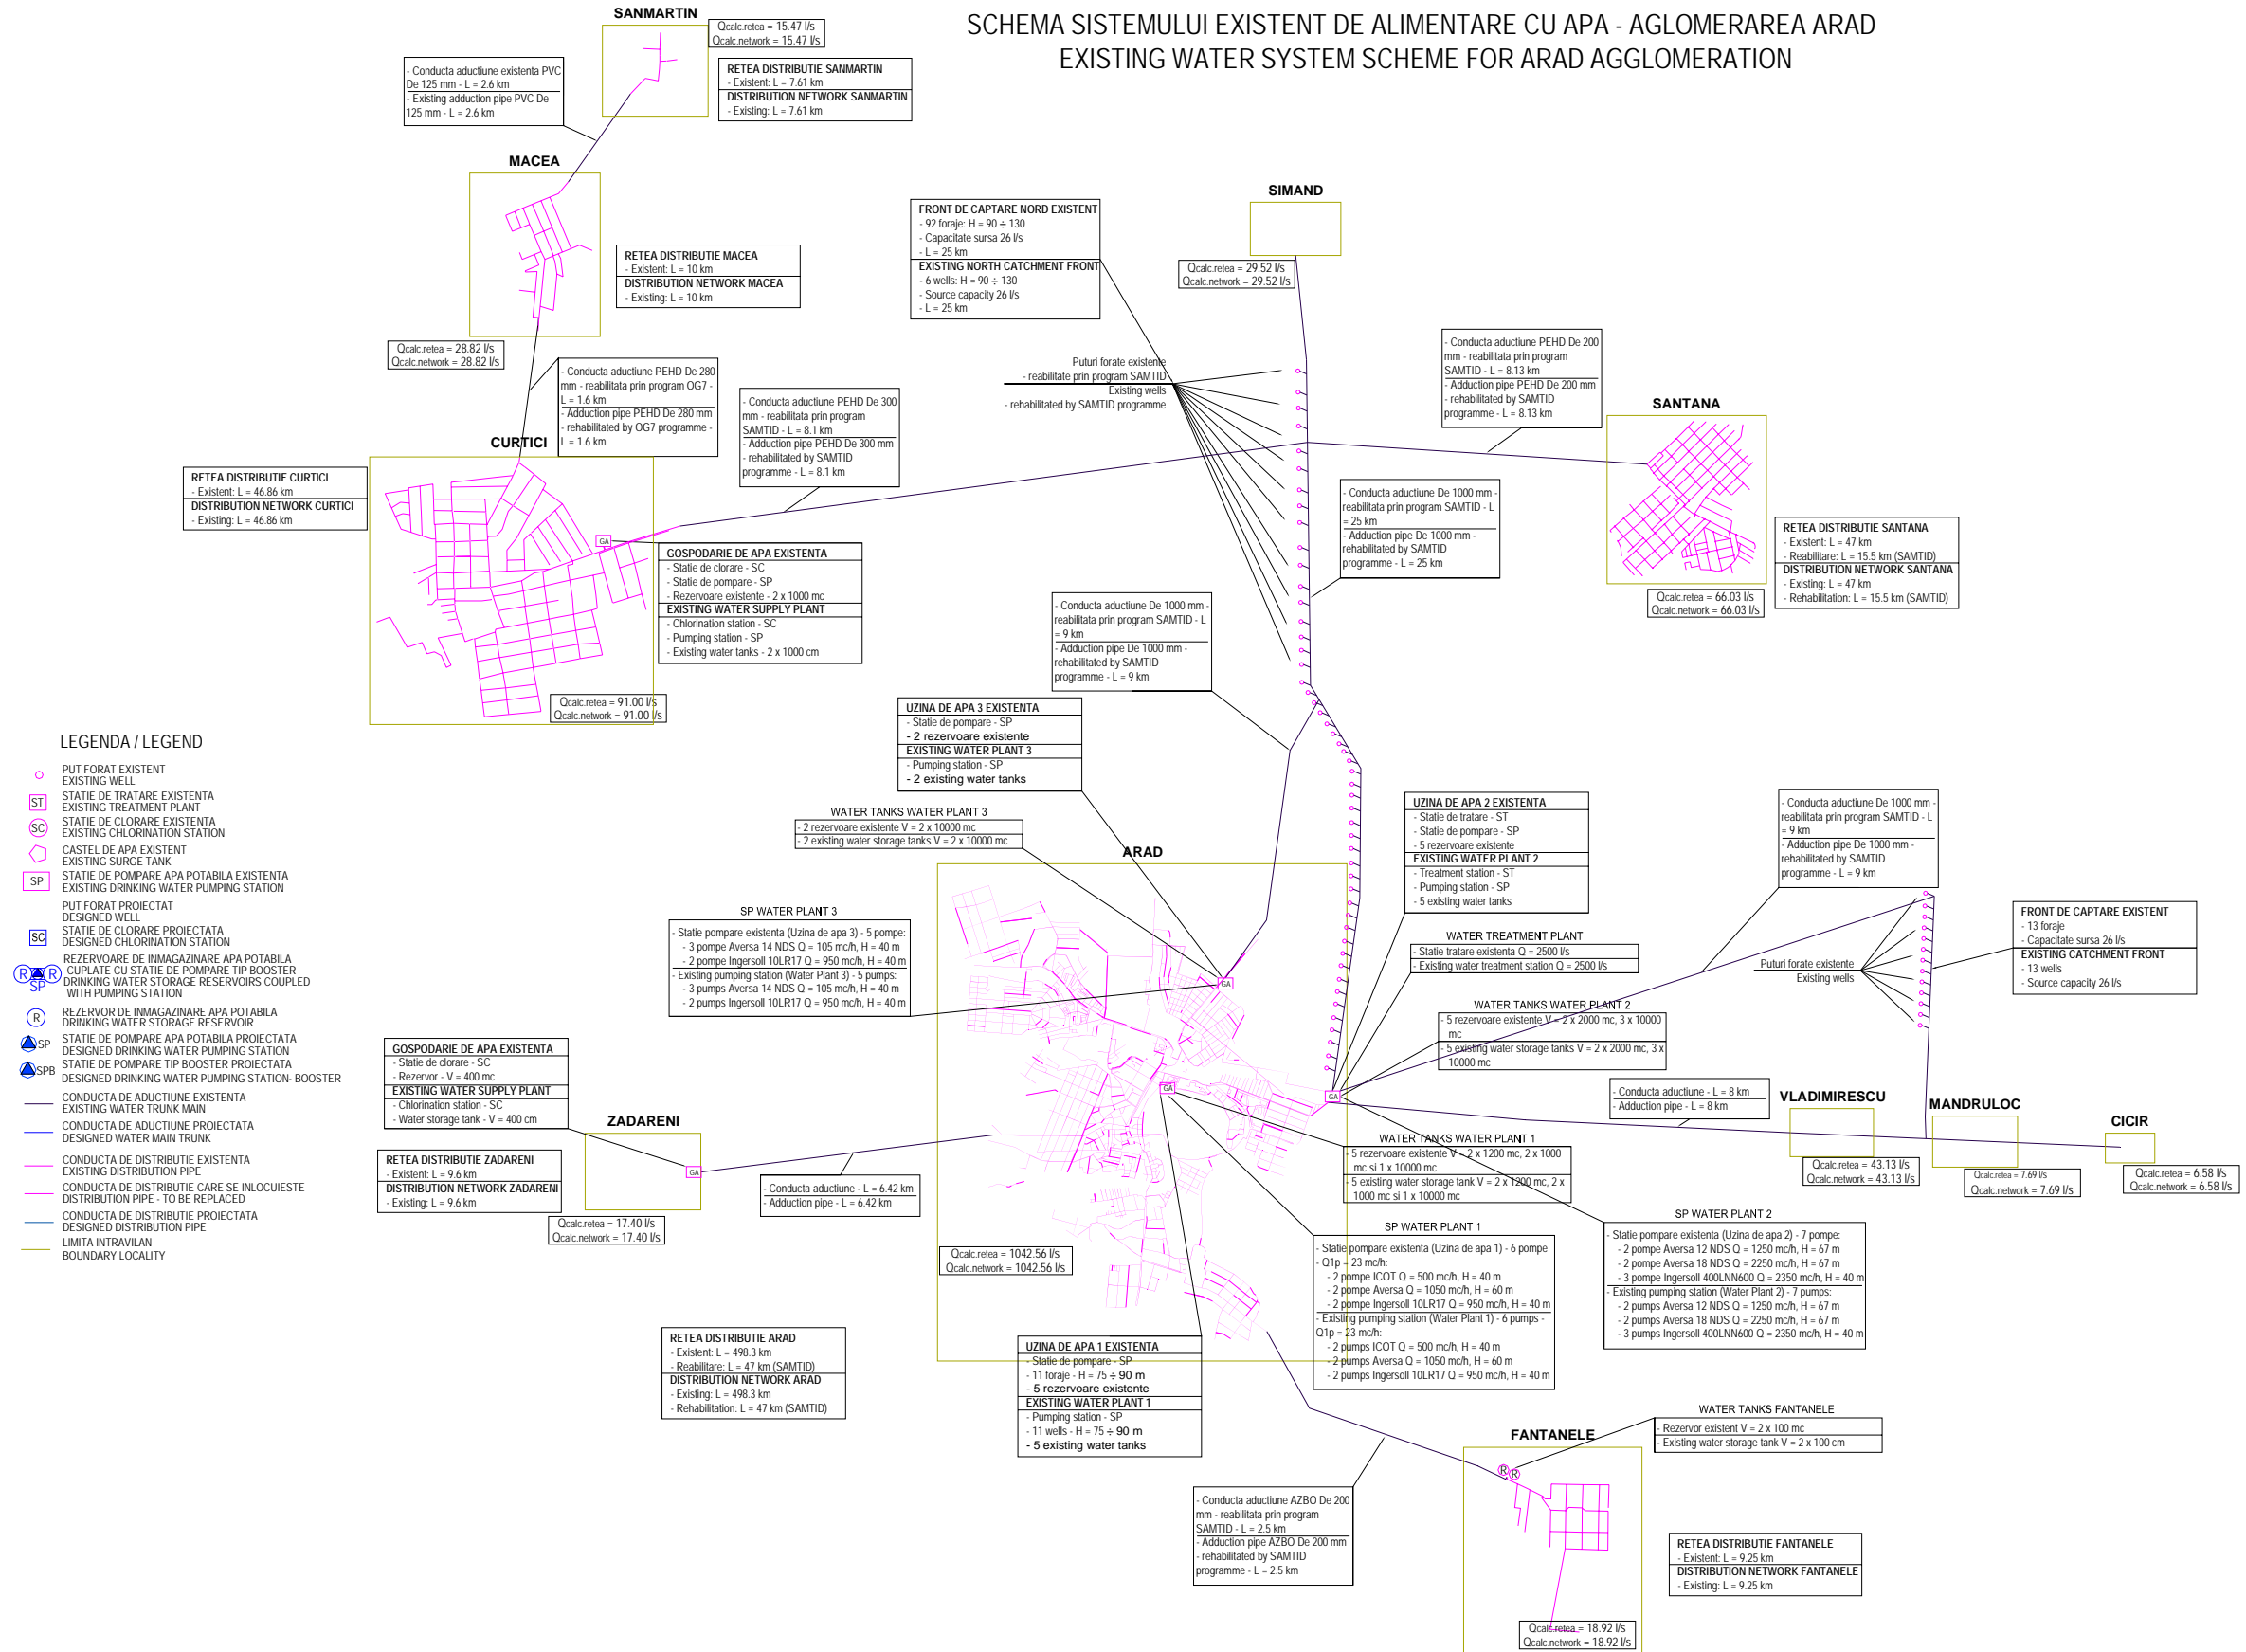 SCHEMA SISTEMULUI EXISTENT DE ALIMENTARE CU APA - AGLOMERAREA ARAD
EXISTING WATER SYSTEM SCHEME FOR ARAD AGGLOMERATION
SANMARTIN
Qcalc.retea = 15.47 l/s
Qcalc.network = 15.47 l/s
- Conducta aductiune existenta PVC
De 125 mm - L = 2.6 km
- Existing adduction pipe PVC De
125 mm - L = 2.6 km
RETEA DISTRIBUTIE SANMARTIN
- Existent: L = 7.61 km
DISTRIBUTION NETWORK SANMARTIN
- Existing: L = 7.61 km
MACEA
RETEA DISTRIBUTIE MACEA
- Existent: L = 10 km
DISTRIBUTION NETWORK MACEA
- Existing: L = 10 km
Qcalc.retea = 28.82 l/s
Qcalc.network = 28.82 l/s
- Conducta aductiune PEHD De 280
mm - reabilitata prin program OG7 -
L = 1.6 km
- Adduction pipe PEHD De 280 mm
- rehabilitated by OG7 programme -
L = 1.6 km
FRONT DE CAPTARE NORD EXISTENT
- 92 foraje: H = 90 ÷ 130
- Capacitate sursa 26 l/s
- L = 25 km
EXISTING NORTH CATCHMENT FRONT
- 6 wells: H = 90 ÷ 130
- Source capacity 26 l/s
- L = 25 km
SIMAND
Qcalc.retea = 29.52 l/s
Qcalc.network = 29.52 l/s
Puturi forate existente
- reabilitate prin program SAMTID
Existing wells
- rehabilitated by SAMTID programme
- Conducta aductiune PEHD De 200
mm - reabilitata prin program
SAMTID - L = 8.13 km
- Adduction pipe PEHD De 200 mm
- rehabilitated by SAMTID
programme - L = 8.13 km
SANTANA
CURTICI
- Conducta aductiune PEHD De 300
mm - reabilitata prin program
SAMTID - L = 8.1 km
- Adduction pipe PEHD De 300 mm
- rehabilitated by SAMTID
programme - L = 8.1 km
RETEA DISTRIBUTIE CURTICI
- Existent: L = 46.86 km
DISTRIBUTION NETWORK CURTICI
- Existing: L = 46.86 km
GA
GOSPODARIE DE APA EXISTENTA
- Statie de clorare - SC
- Statie de pompare - SP
- Rezervoare existente - 2 x 1000 mc
EXISTING WATER SUPPLY PLANT
- Chlorination station - SC
- Pumping station - SP
- Existing water tanks - 2 x 1000 cm
Qcalc.retea = 91.00 l/s
Qcalc.network = 91.00 l/s
- Conducta aductiune De 1000 mm -
reabilitata prin program SAMTID - L
= 25 km
- Adduction pipe De 1000 mm -
rehabilitated by SAMTID
programme - L = 25 km
RETEA DISTRIBUTIE SANTANA
- Existent: L = 47 km
- Reabilitare: L = 15.5 km (SAMTID)
DISTRIBUTION NETWORK SANTANA
- Existing: L = 47 km
- Rehabilitation: L = 15.5 km (SAMTID)
Qcalc.retea = 66.03 l/s
Qcalc.network = 66.03 l/s
- Conducta aductiune De 1000 mm -
reabilitata prin program SAMTID - L
= 9 km
- Adduction pipe De 1000 mm -
rehabilitated by SAMTID
programme - L = 9 km
UZINA DE APA 3 EXISTENTA
- Statie de pompare - SP
- 2 rezervoare existente
EXISTING WATER PLANT 3
- Pumping station - SP
- 2 existing water tanks
WATER TANKS WATER PLANT 3
- 2 rezervoare existente V = 2 x 10000 mc
- 2 existing water storage tanks V = 2 x 10000 mc
ARAD
UZINA DE APA 2 EXISTENTA
- Statie de tratare - ST
- Statie de pompare - SP
- 5 rezervoare existente
EXISTING WATER PLANT 2
- Treatment station - ST
- Pumping station - SP
- 5 existing water tanks
- Conducta aductiune De 1000 mm -
reabilitata prin program SAMTID - L
= 9 km
- Adduction pipe De 1000 mm -
rehabilitated by SAMTID
programme - L = 9 km
SP WATER PLANT 3
- Statie pompare existenta (Uzina de apa 3) - 5 pompe:
- 3 pompe Aversa 14 NDS Q = 105 mc/h, H = 40 m
- 2 pompe Ingersoll 10LR17 Q = 950 mc/h, H = 40 m
- Existing pumping station (Water Plant 3) - 5 pumps:
- 3 pumps Aversa 14 NDS Q = 105 mc/h, H = 40 m
- 2 pumps Ingersoll 10LR17 Q = 950 mc/h, H = 40 m
WATER TREATMENT PLANT
- Statie tratare existenta Q = 2500 l/s
- Existing water treatment station Q = 2500 l/s
WATER TANKS WATER PLANT 2
- 5 rezervoare existente V = 2 x 2000 mc, 3 x 10000
mc
- 5 existing water storage tanks V = 2 x 2000 mc, 3 x
10000 mc
Puturi forate existente
Existing wells
FRONT DE CAPTARE EXISTENT
- 13 foraje
- Capacitate sursa 26 l/s
EXISTING CATCHMENT FRONT
- 13 wells
- Source capacity 26 l/s
GA
GA
GA
LEGENDA / LEGEND
PUT FORAT EXISTENT
EXISTING WELL
ST
STATIE DE TRATARE EXISTENTA
EXISTING TREATMENT PLANT
SC
STATIE DE CLORARE EXISTENTA
EXISTING CHLORINATION STATION
CASTEL DE APA EXISTENT
EXISTING SURGE TANK
SP
STATIE DE POMPARE APA POTABILA EXISTENTA
EXISTING DRINKING WATER PUMPING STATION
PUT FORAT PROIECTAT
DESIGNED WELL
SC
STATIE DE CLORARE PROIECTATA
DESIGNED CHLORINATION STATION
R R
SP
REZERVOARE DE INMAGAZINARE APA POTABILA
CUPLATE CU STATIE DE POMPARE TIP BOOSTER
DRINKING WATER STORAGE RESERVOIRS COUPLED
WITH PUMPING STATION
R
REZERVOR DE INMAGAZINARE APA POTABILA
DRINKING WATER STORAGE RESERVOIR
SP
STATIE DE POMPARE APA POTABILA PROIECTATA
DESIGNED DRINKING WATER PUMPING STATION
SPB
STATIE DE POMPARE TIP BOOSTER PROIECTATA
DESIGNED DRINKING WATER PUMPING STATION- BOOSTER
CONDUCTA DE ADUCTIUNE EXISTENTA
EXISTING WATER TRUNK MAIN
CONDUCTA DE ADUCTIUNE PROIECTATA
DESIGNED WATER MAIN TRUNK
CONDUCTA DE DISTRIBUTIE EXISTENTA
EXISTING DISTRIBUTION PIPE
CONDUCTA DE DISTRIBUTIE CARE SE INLOCUIESTE
DISTRIBUTION PIPE - TO BE REPLACED
CONDUCTA DE DISTRIBUTIE PROIECTATA
DESIGNED DISTRIBUTION PIPE
LIMITA INTRAVILAN
BOUNDARY LOCALITY
GOSPODARIE DE APA EXISTENTA
- Statie de clorare - SC
- Rezervor - V = 400 mc
EXISTING WATER SUPPLY PLANT
- Chlorination station - SC
- Water storage tank - V = 400 cm
ZADARENI
GA
RETEA DISTRIBUTIE ZADARENI
- Existent: L = 9.6 km
DISTRIBUTION NETWORK ZADARENI
- Existing: L = 9.6 km
Qcalc.retea = 17.40 l/s
Qcalc.network = 17.40 l/s
- Conducta aductiune - L = 6.42 km
- Adduction pipe - L = 6.42 km
- Conducta aductiune - L = 8 km
- Adduction pipe - L = 8 km
VLADIMIRESCU
Qcalc.retea = 43.13 l/s
Qcalc.network = 43.13 l/s
MANDRULOC
Qcalc.retea = 7.69 l/s
Qcalc.network = 7.69 l/s
CICIR
Qcalc.retea = 6.58 l/s
Qcalc.network = 6.58 l/s
WATER TANKS WATER PLANT 1
- 5 rezervoare existente V = 2 x 1200 mc, 2 x 1000
mc si 1 x 10000 mc
- 5 existing water storage tank V = 2 x 1200 mc, 2 x
1000 mc si 1 x 10000 mc
Qcalc.retea = 1042.56 l/s
Qcalc.network = 1042.56 l/s
SP WATER PLANT 1
- Statie pompare existenta (Uzina de apa 1) - 6 pompe
- Q1p = 23 mc/h:
- 2 pompe ICOT Q = 500 mc/h, H = 40 m
- 2 pompe Aversa Q = 1050 mc/h, H = 60 m
- 2 pompe Ingersoll 10LR17 Q = 950 mc/h, H = 40 m
- Existing pumping station (Water Plant 1) - 6 pumps -
Q1p = 23 mc/h:
- 2 pumps ICOT Q = 500 mc/h, H = 40 m
- 2 pumps Aversa Q = 1050 mc/h, H = 60 m
- 2 pumps Ingersoll 10LR17 Q = 950 mc/h, H = 40 m
SP WATER PLANT 2
- Statie pompare existenta (Uzina de apa 2) - 7 pompe:
- 2 pompe Aversa 12 NDS Q = 1250 mc/h, H = 67 m
- 2 pompe Aversa 18 NDS Q = 2250 mc/h, H = 67 m
- 3 pompe Ingersoll 400LNN600 Q = 2350 mc/h, H = 40 m
- Existing pumping station (Water Plant 2) - 7 pumps:
- 2 pumps Aversa 12 NDS Q = 1250 mc/h, H = 67 m
- 2 pumps Aversa 18 NDS Q = 2250 mc/h, H = 67 m
- 3 pumps Ingersoll 400LNN600 Q = 2350 mc/h, H = 40 m
RETEA DISTRIBUTIE ARAD
- Existent: L = 498.3 km
- Reabilitare: L = 47 km (SAMTID)
DISTRIBUTION NETWORK ARAD
- Existing: L = 498.3 km
- Rehabilitation: L = 47 km (SAMTID)
UZINA DE APA 1 EXISTENTA
- Statie de pompare - SP
- 11 foraje - H = 75 ÷ 90 m
- 5 rezervoare existente
EXISTING WATER PLANT 1
- Pumping station - SP
- 11 wells - H = 75 ÷ 90 m
- 5 existing water tanks
WATER TANKS FANTANELE
- Rezervor existent V = 2 x 100 mc
- Existing water storage tank V = 2 x 100 cm
FANTANELE
R
R
- Conducta aductiune AZBO De 200
mm - reabilitata prin program
SAMTID - L = 2.5 km
- Adduction pipe AZBO De 200 mm
- rehabilitated by SAMTID
programme - L = 2.5 km
RETEA DISTRIBUTIE FANTANELE
- Existent: L = 9.25 km
DISTRIBUTION NETWORK FANTANELE
- Existing: L = 9.25 km
Qcalc.retea = 18.92 l/s
Qcalc.network = 18.92 l/s